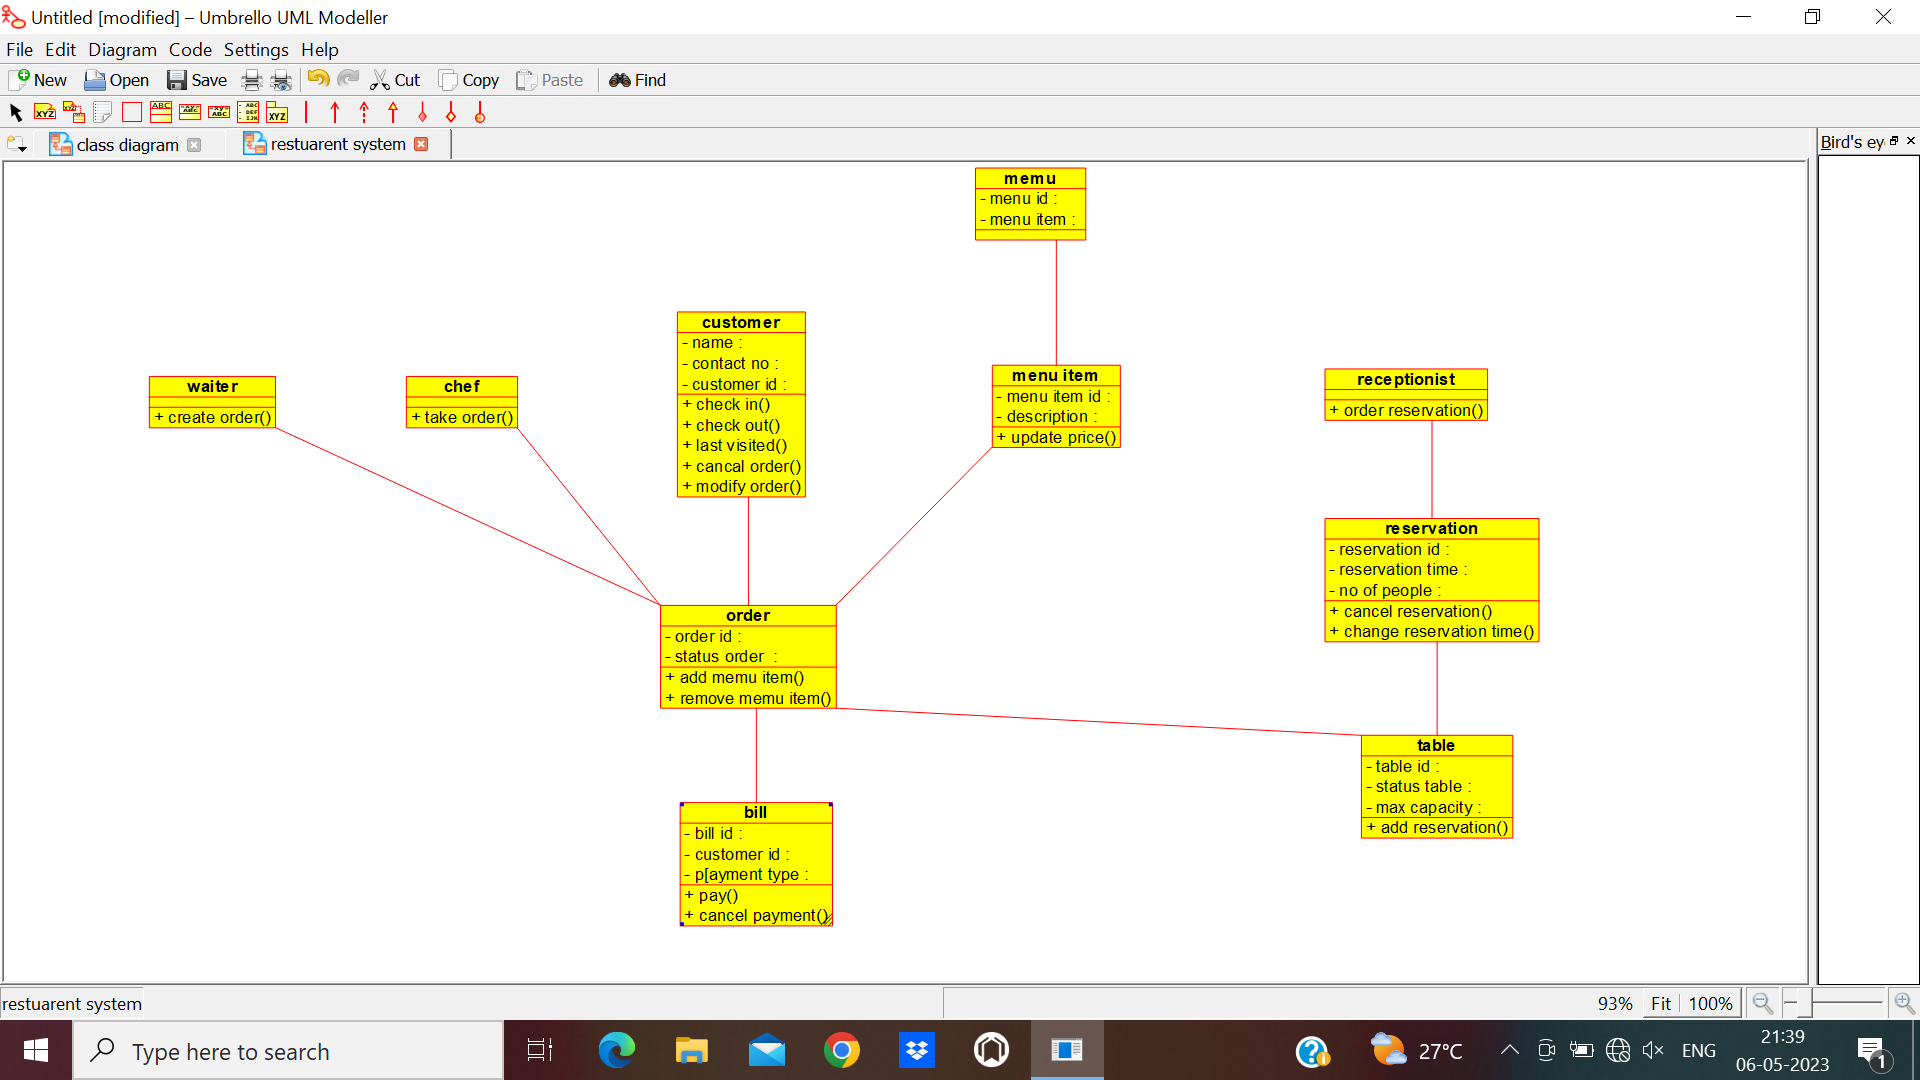 Untitled [modified] – Umbrello UML Modeller
File Edit Diagram Code Settings Help
New Open Save Cut Copy Paste Find
class diagram restuarent system
Bird's ey
memu
- menu id :
- menu item :
customer
- name :
- contact no :
- customer id :
+ check in()
+ check out()
+ last visited()
+ cancal order()
+ modify order()
waiter
+ create order()
chef
+ take order()
menu item
- menu item id :
- description :
+ update price()
receptionist
+ order reservation()
reservation
- reservation id :
- reservation time :
- no of people :
+ cancel reservation()
+ change reservation time()
order
- order id :
- status order :
+ add memu item()
+ remove memu item()
table
- table id :
- status table :
- max capacity :
+ add reservation()
bill
- bill id :
- customer id :
- p[ayment type :
+ pay()
+ cancel payment()
restuarent system
93% Fit 100%
Type here to search
27°C
ENG
21:39
06-05-2023
1